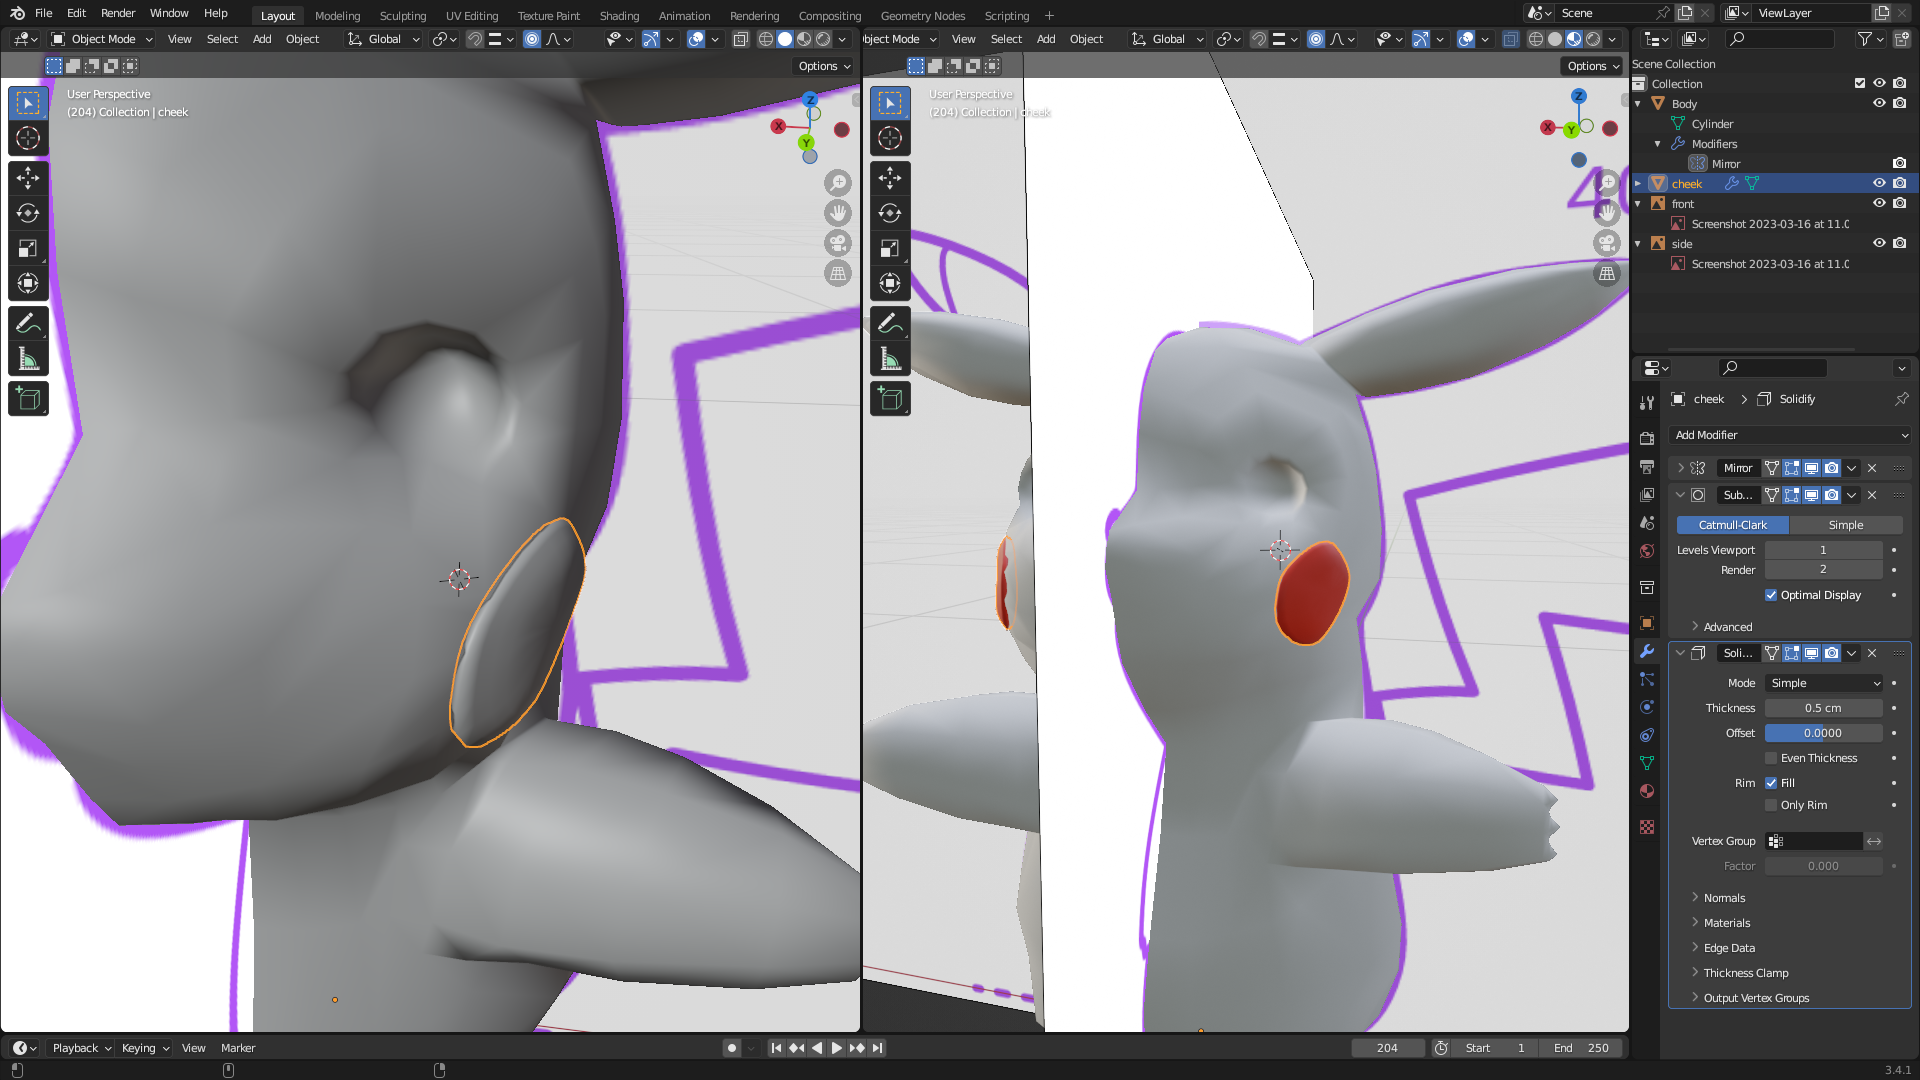 File Edit Render Window Help Layout Modeling Sculpting UV Editing Texture Paint Shading Animation Rendering Compositing Geometry Nodes Scripting + Scene ViewLayer
Object Mode View Select Add Object Global
bject Mode View Select Add Object Global
Options
Options
User Perspective
(204) Collection | cheek
User Perspective
(204) Collection | cheek
Z
X
Y
Z
X
Y
Scene Collection
Collection
Body
Cylinder
Modifiers
Mirror
cheek
front
Screenshot 2023-03-16 at 11.0
side
Screenshot 2023-03-16 at 11.0
cheek > Solidify
Add Modifier
Mirror
Sub...
Catmull-Clark Simple
Levels Viewport 1
Render 2
Optimal Display
Advanced
Soli...
Mode Simple
Thickness 0.5 cm
Offset 0.0000
Even Thickness
Rim Fill
Only Rim
Vertex Group
Factor 0.000
Normals
Materials
Edge Data
Thickness Clamp
Output Vertex Groups
Playback Keying View Marker 204 Start 1 End 250
3.4.1